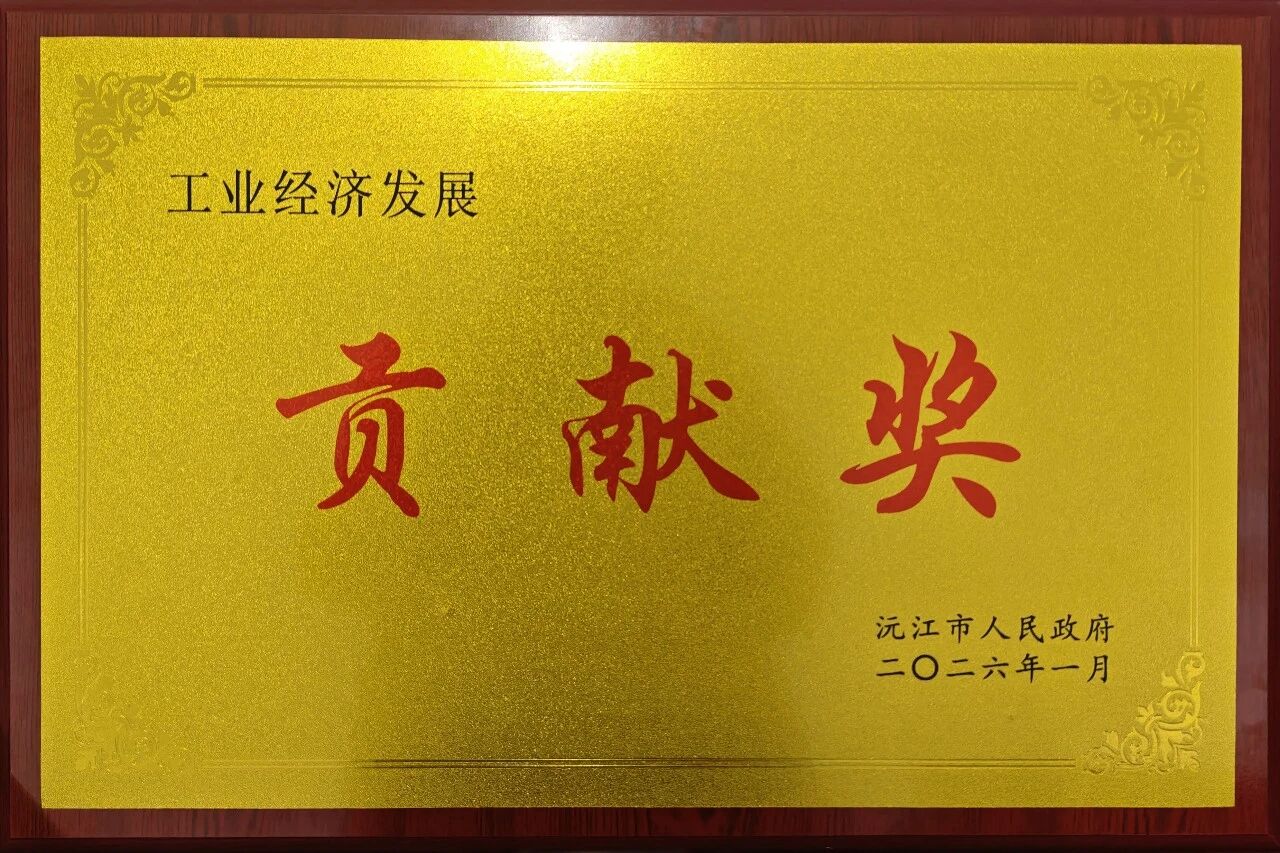 工业经济发展
贡献奖
沅江市人民政府
二〇二六年一月